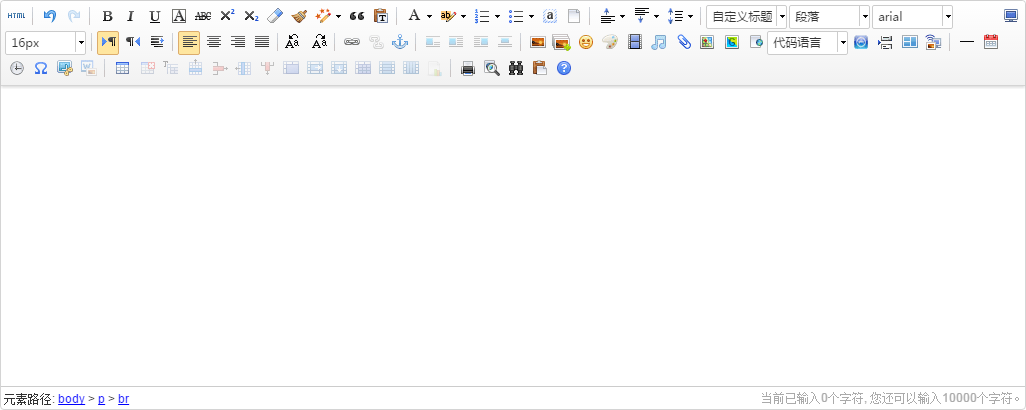 HTML B I U A ABC X² X₂ A ab a 自定义标题 段落 arial
16px 代码语言
元素路径: body > p > br
当前已输入0个字符, 您还可以输入10000个字符。